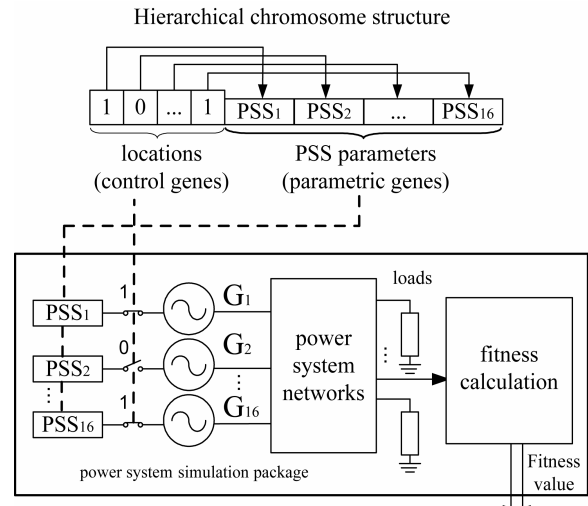 Hierarchical chromosome structure
1 0 ... 1 PSS1 PSS2 ... PSS16
locations
(control genes)
PSS parameters
(parametric genes)
PSS1 1 G1
PSS2 0 G2
PSS16 1 G16
power
system
networks
loads
fitness
calculation
power system simulation package
Fitness
value